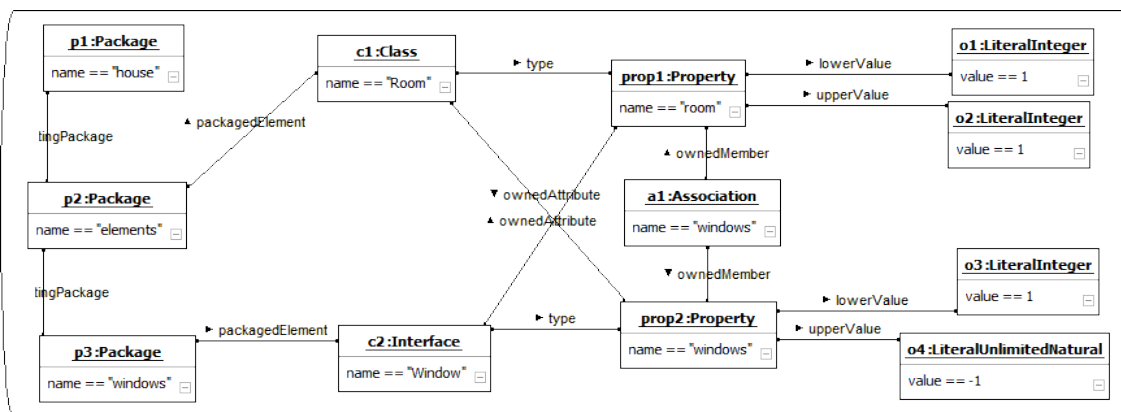 p1:Package
name == "house"
tingPackage
p2:Package
name == "elements"
tingPackage
p3:Package
name == "windows"
packagedElement
packagedElement
c1:Class
name == "Room"
c2:Interface
name == "Window"
type
ownedAttribute
ownedAttribute
type
prop1:Property
name == "room"
ownedMember
a1:Association
name == "windows"
ownedMember
prop2:Property
name == "windows"
lowerValue
upperValue
o1:LiteralInteger
value == 1
o2:LiteralInteger
value == 1
lowerValue
upperValue
o3:LiteralInteger
value == 1
o4:LiteralUnlimitedNatural
value == -1